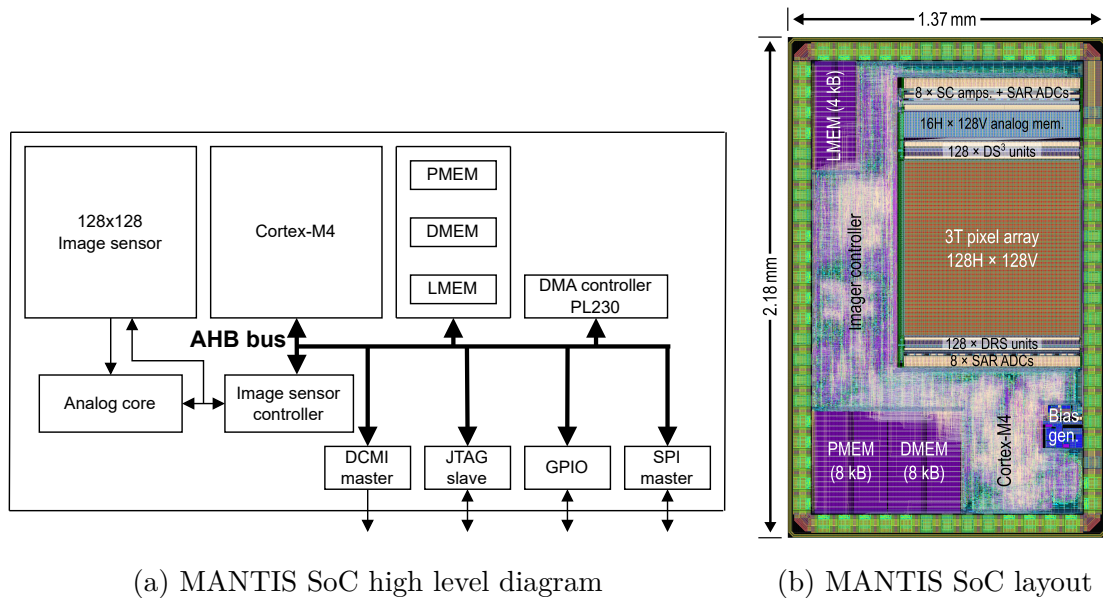 128x128
Image sensor
Cortex-M4
PMEM
DMEM
LMEM
DMA controller
PL230
AHB bus
Analog core
Image sensor
controller
DCMI
master
JTAG
slave
GPIO
SPI
master
(a) MANTIS SoC high level diagram
1.37 mm
2.18 mm
LMEM (4 kB)
8 × SC amps. + SAR ADCs
16H × 128V analog mem.
128 × DS³ units
Imager controller
3T pixel array
128H × 128V
128 × DRS units
8 × SAR ADCs
PMEM
(8 kB)
DMEM
(8 kB)
Cortex-M4
Bias
gen.
(b) MANTIS SoC layout